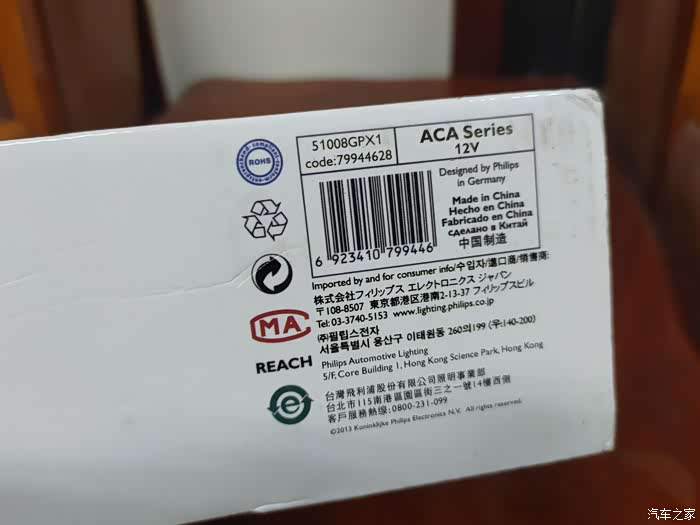 51008GPX1
code:79944628
ACA Series
12V
ROHS
Designed by Philips
in Germany
Made in China
Hecho en China
Fabricado en China
сделано в Китай
中国制造
6 923410 799446
Imported by and for consumer info/수입자/進口商/銷售商:
株式会社フィリップス エレクトロニクス ジャパン
〒108-8507 東京都港区港南2-13-37 フィリップスビル
Tel: 03-3740-5153 www.lighting.philips.co.jp
MA
(주)필립스전자
서울특별시 용산구 이태원동 260의199 (우:140-200)
REACH
Philips Automotive Lighting
5/F, Core Building 1, Hong Kong Science Park, Hong Kong
台灣飛利浦股份有限公司照明事業部
台北市115南港區園區街三之一號14樓西側
服務熱線:0800-231-099
©2013 Koninklijke Philips Electronics N.V. All rights reserved.
汽车之家